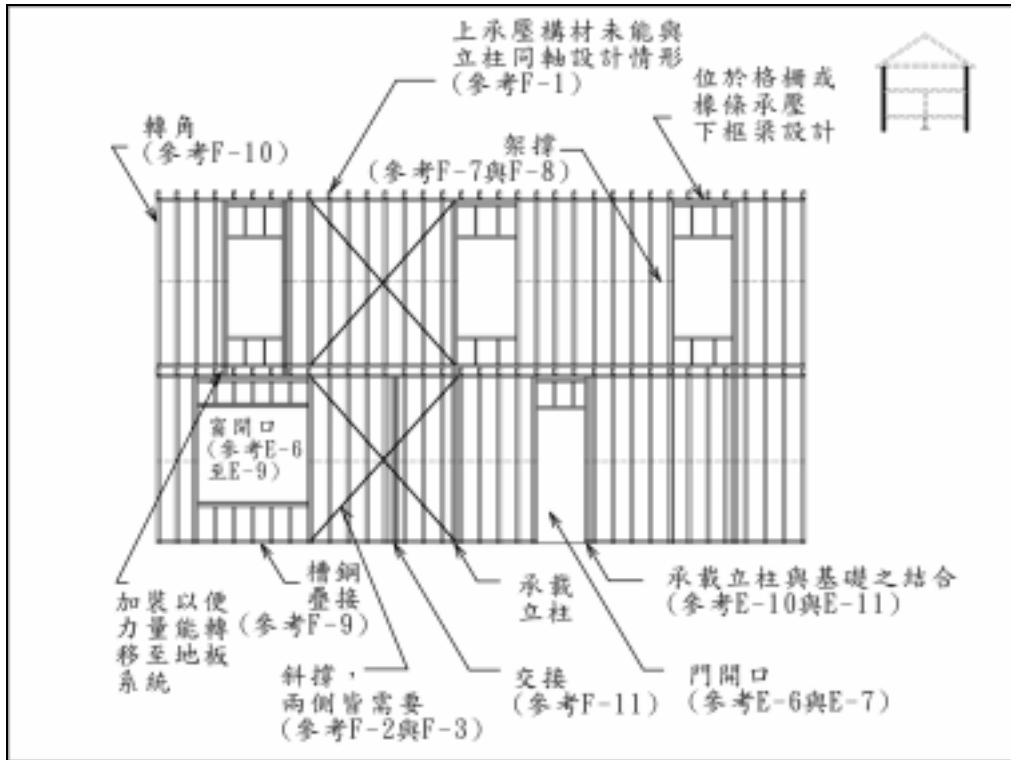 上承壓構材未能與
立柱同軸設計情形
(參考F-1)
位於格柵或
椽條承壓
下框梁設計
轉角
(參考F-10)
架撐
(參考F-7與F-8)
窗開口
(參考E-6
至E-9)
加裝以便
力量能轉
移至地板
系統
槽鋼
疊接
(參考F-9)
承載
立柱
承載立柱與基礎之結合
(參考E-10與E-11)
斜撐，
兩側皆需要
(參考F-2與F-3)
交接
(參考F-11)
門開口
(參考E-6與E-7)